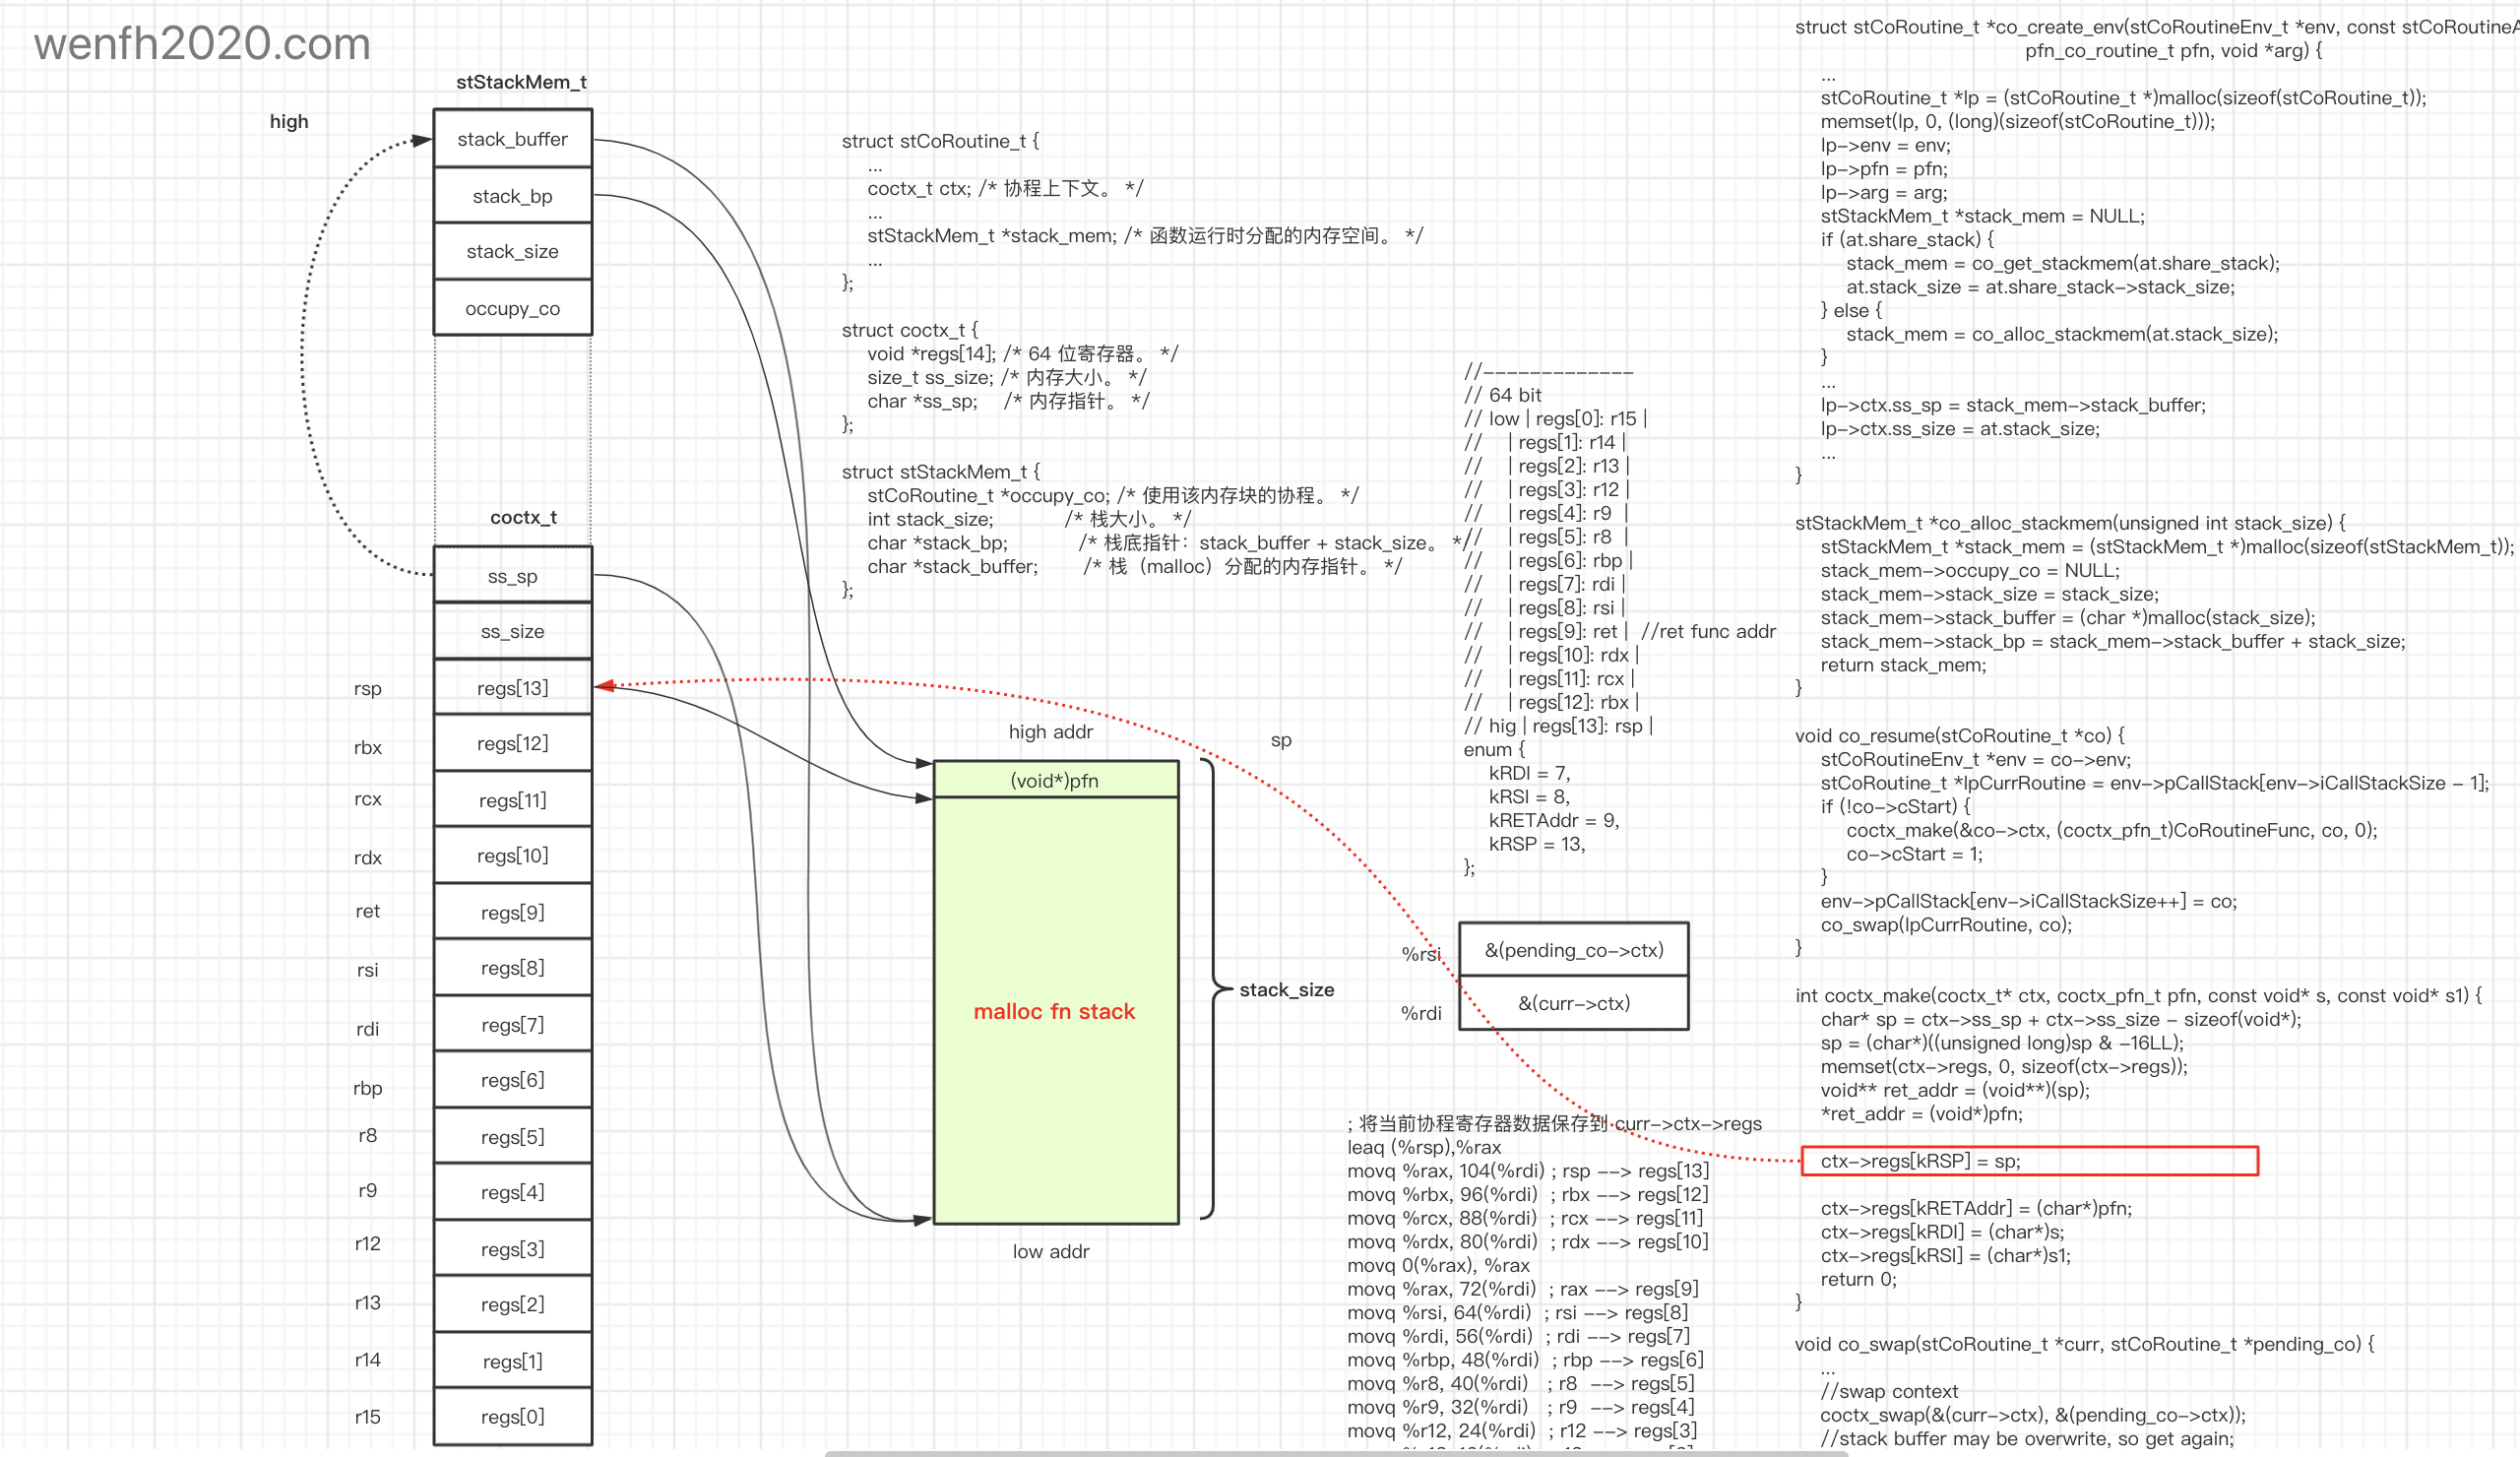 wenfh2020.com
stStackMem_t
high
stack_buffer
stack_bp
stack_size
occupy_co
coctx_t
ss_sp
ss_size
rsp
regs[13]
rbx
regs[12]
rcx
regs[11]
rdx
regs[10]
ret
regs[9]
rsi
regs[8]
rdi
regs[7]
rbp
regs[6]
r8
regs[5]
r9
regs[4]
r12
regs[3]
r13
regs[2]
r14
regs[1]
r15
regs[0]
struct stCoRoutine_t {
...
coctx_t ctx; /* 协程上下文。 */
...
stStackMem_t *stack_mem; /* 函数运行时分配的内存空间。 */
...
};
struct coctx_t {
void *regs[14]; /* 64 位寄存器。 */
size_t ss_size; /* 内存大小。 */
char *ss_sp; /* 内存指针。 */
};
struct stStackMem_t {
stCoRoutine_t *occupy_co; /* 使用该内存块的协程。 */
int stack_size; /* 栈大小。 */
char *stack_bp; /* 栈底指针：stack_buffer + stack_size。 */
char *stack_buffer; /* 栈（malloc）分配的内存指针。 */
};
high addr
(void*)pfn
malloc fn stack
low addr
stack_size
sp
//-------------
// 64 bit
// low | regs[0]: r15 |
// | regs[1]: r14 |
// | regs[2]: r13 |
// | regs[3]: r12 |
// | regs[4]: r9 |
// | regs[5]: r8 |
// | regs[6]: rbp |
// | regs[7]: rdi |
// | regs[8]: rsi |
// | regs[9]: ret | //ret func addr
// | regs[10]: rdx |
// | regs[11]: rcx |
// | regs[12]: rbx |
// hig | regs[13]: rsp |
enum {
kRDI = 7,
kRSI = 8,
kRETAddr = 9,
kRSP = 13,
};
%rsi
&(pending_co->ctx)
%rdi
&(curr->ctx)
; 将当前协程寄存器数据保存到 curr->ctx->regs
leaq (%rsp),%rax
movq %rax, 104(%rdi) ; rsp --> regs[13]
movq %rbx, 96(%rdi) ; rbx --> regs[12]
movq %rcx, 88(%rdi) ; rcx --> regs[11]
movq %rdx, 80(%rdi) ; rdx --> regs[10]
movq 0(%rax), %rax
movq %rax, 72(%rdi) ; rax --> regs[9]
movq %rsi, 64(%rdi) ; rsi --> regs[8]
movq %rdi, 56(%rdi) ; rdi --> regs[7]
movq %rbp, 48(%rdi) ; rbp --> regs[6]
movq %r8, 40(%rdi) ; r8 --> regs[5]
movq %r9, 32(%rdi) ; r9 --> regs[4]
movq %r12, 24(%rdi) ; r12 --> regs[3]
struct stCoRoutine_t *co_create_env(stCoRoutineEnv_t *env, const stCoRoutineA
pfn_co_routine_t pfn, void *arg) {
...
stCoRoutine_t *lp = (stCoRoutine_t *)malloc(sizeof(stCoRoutine_t));
memset(lp, 0, (long)(sizeof(stCoRoutine_t)));
lp->env = env;
lp->pfn = pfn;
lp->arg = arg;
stStackMem_t *stack_mem = NULL;
if (at.share_stack) {
stack_mem = co_get_stackmem(at.share_stack);
at.stack_size = at.share_stack->stack_size;
} else {
stack_mem = co_alloc_stackmem(at.stack_size);
}
...
lp->ctx.ss_sp = stack_mem->stack_buffer;
lp->ctx.ss_size = at.stack_size;
...
}
stStackMem_t *co_alloc_stackmem(unsigned int stack_size) {
stStackMem_t *stack_mem = (stStackMem_t *)malloc(sizeof(stStackMem_t));
stack_mem->occupy_co = NULL;
stack_mem->stack_size = stack_size;
stack_mem->stack_buffer = (char *)malloc(stack_size);
stack_mem->stack_bp = stack_mem->stack_buffer + stack_size;
return stack_mem;
}
void co_resume(stCoRoutine_t *co) {
stCoRoutineEnv_t *env = co->env;
stCoRoutine_t *lpCurrRoutine = env->pCallStack[env->iCallStackSize - 1];
if (!co->cStart) {
coctx_make(&co->ctx, (coctx_pfn_t)CoRoutineFunc, co, 0);
co->cStart = 1;
}
env->pCallStack[env->iCallStackSize++] = co;
co_swap(lpCurrRoutine, co);
}
int coctx_make(coctx_t* ctx, coctx_pfn_t pfn, const void* s, const void* s1) {
char* sp = ctx->ss_sp + ctx->ss_size - sizeof(void*);
sp = (char*)((unsigned long)sp & -16LL);
memset(ctx->regs, 0, sizeof(ctx->regs));
void** ret_addr = (void**)(sp);
*ret_addr = (void*)pfn;
ctx->regs[kRSP] = sp;
ctx->regs[kRETAddr] = (char*)pfn;
ctx->regs[kRDI] = (char*)s;
ctx->regs[kRSI] = (char*)s1;
return 0;
}
void co_swap(stCoRoutine_t *curr, stCoRoutine_t *pending_co) {
...
//swap context
coctx_swap(&(curr->ctx), &(pending_co->ctx));
//stack buffer may be overwrite, so get again;